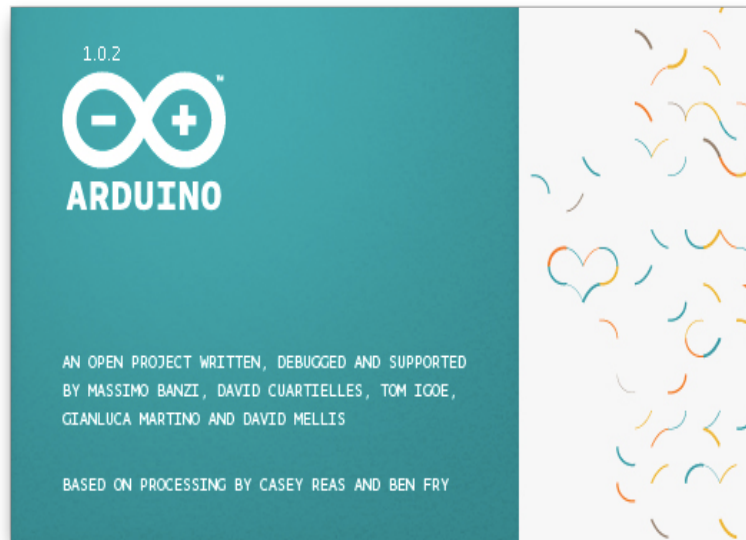 1.0.2
™
ARDUINO
AN OPEN PROJECT WRITTEN, DEBUGGED AND SUPPORTED
BY MASSIMO BANZI, DAVID CUARTIELLES, TOM IGOE,
GIANLUCA MARTINO AND DAVID MELLIS
BASED ON PROCESSING BY CASEY REAS AND BEN FRY